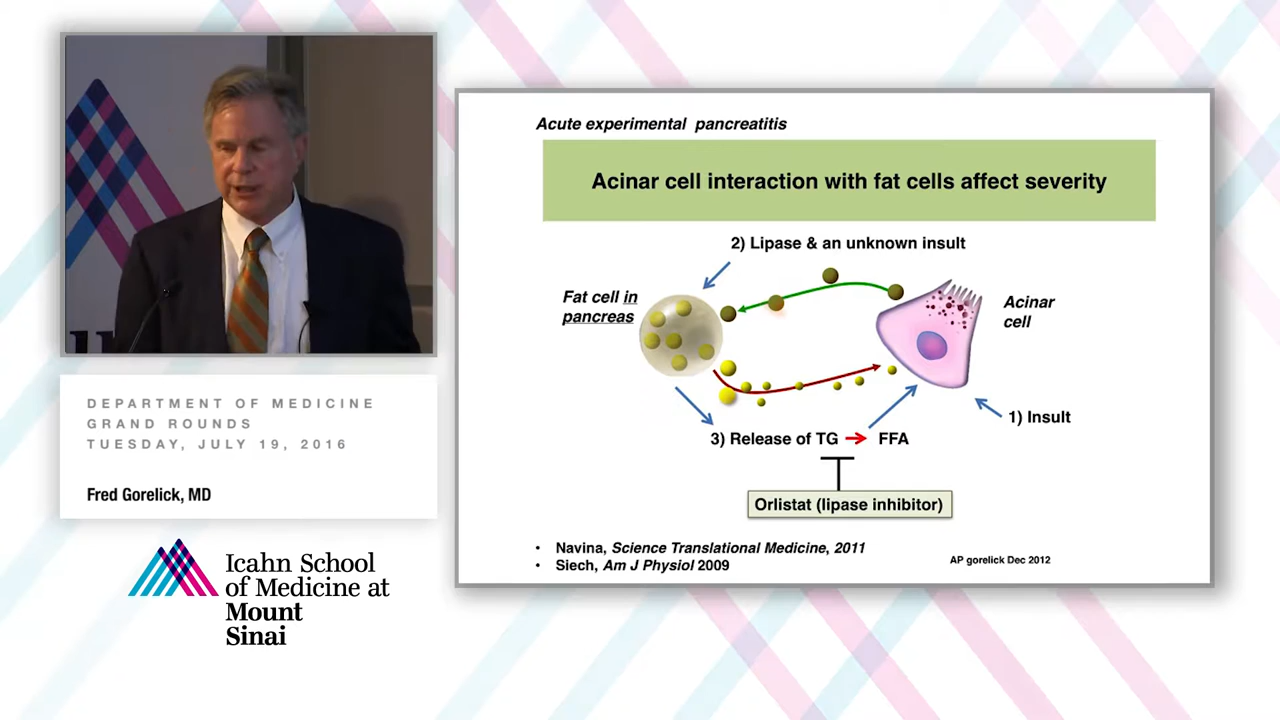 Acute experimental pancreatitis
Acinar cell interaction with fat cells affect severity
2) Lipase & an unknown insult
Fat cell in
pancreas
Acinar
cell
1) Insult
3) Release of TG → FFA
Orlistat (lipase inhibitor)
• Navina, Science Translational Medicine, 2011
• Siech, Am J Physiol 2009
AP gorelick Dec 2012
DEPARTMENT OF MEDICINE
GRAND ROUNDS
TUESDAY, JULY 19, 2016
Fred Gorelick, MD
Icahn School
of Medicine at
Mount
Sinai